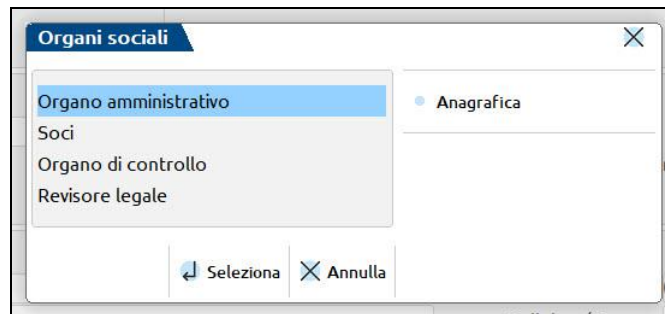 Organi sociali
Organo amministrativo
Soci
Organo di controllo
Revisore legale
Anagrafica
Seleziona
Annulla